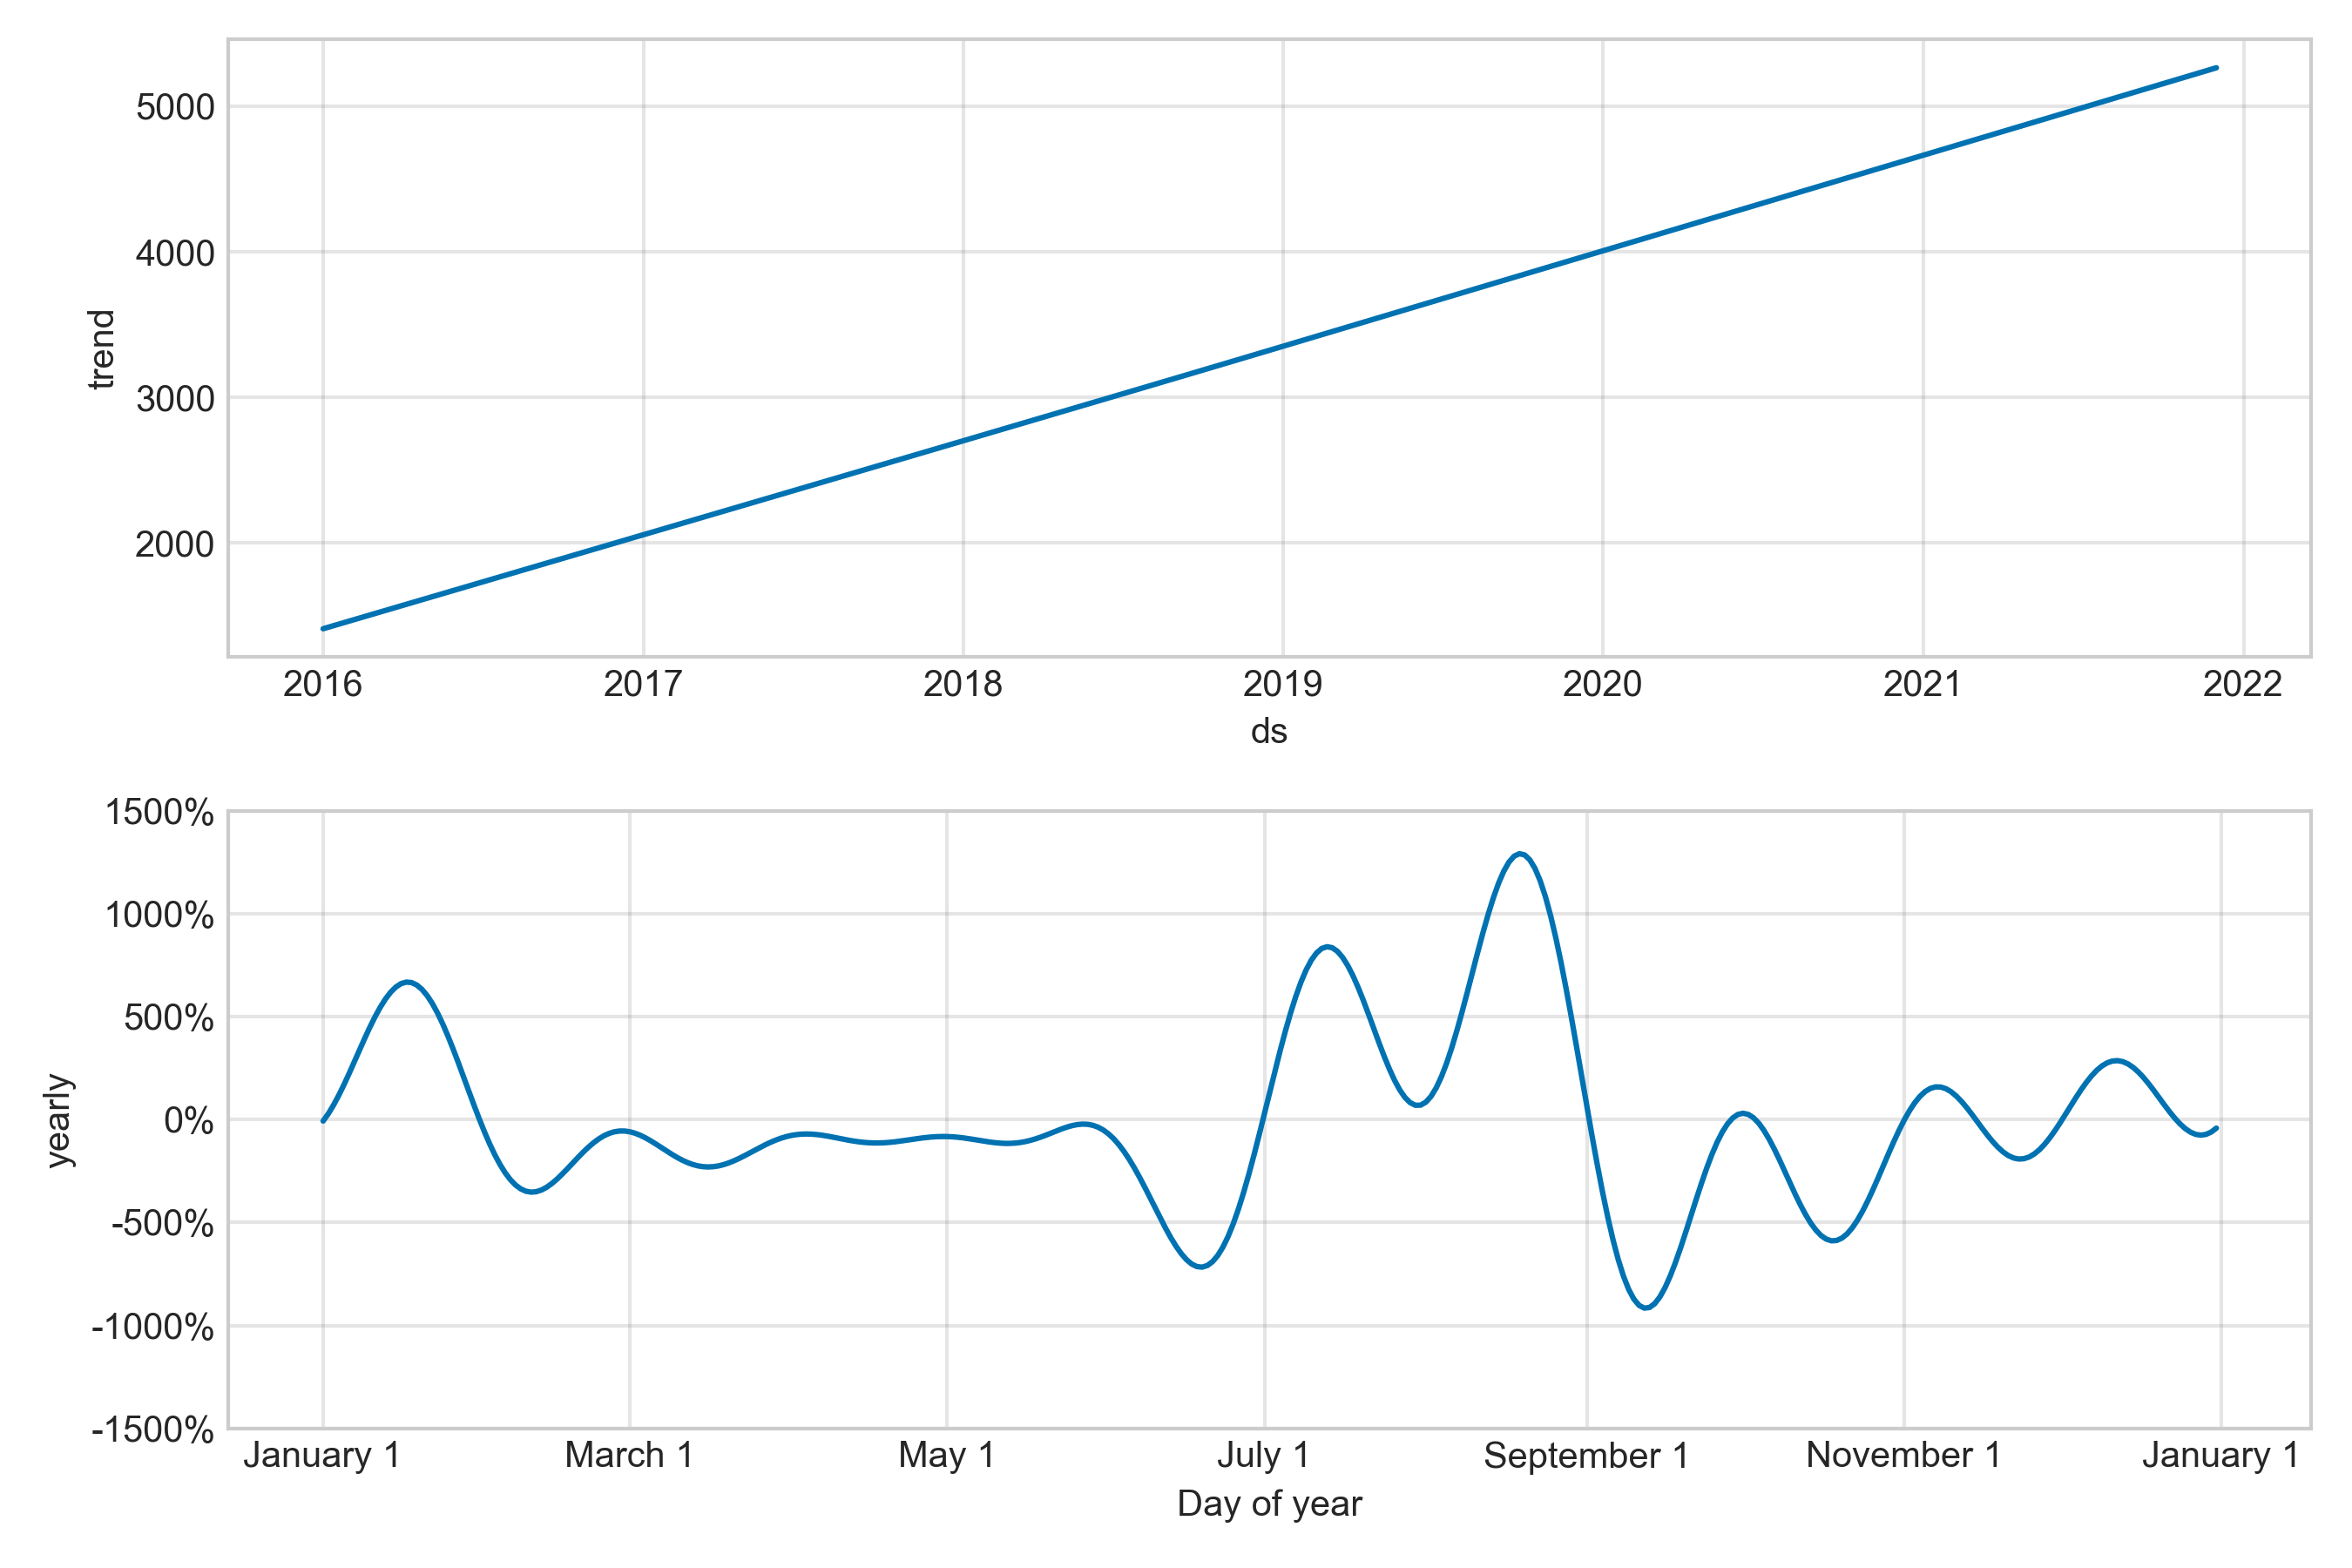 5000
4000
3000
2000
trend
2016 2017 2018 2019 2020 2021 2022
ds
1500%
1000%
500%
0%
-500%
-1000%
-1500%
yearly
January 1 March 1 May 1 July 1 September 1 November 1 January 1
Day of year